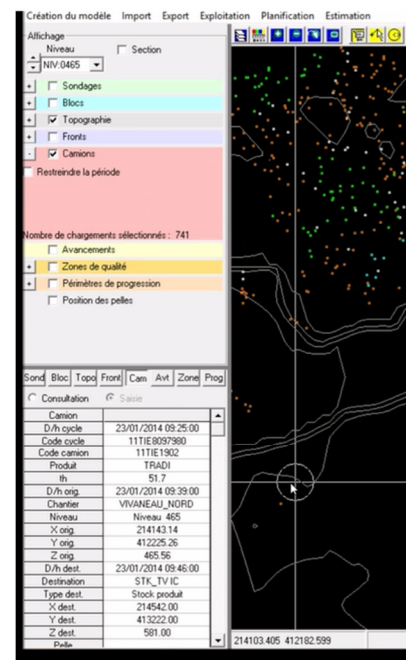 Création du modèle Import Export Exploitation Planification Estimation
Affichage
Niveau Section
NIV:0465
Sondages
Blocs
Topographie
Fronts
Camions
Restreindre la période
Nombre de chargements sélectionnés : 741
Avancements
Zones de qualité
Périmètres de progression
Position des pelles
Sond Bloc Topo Front Cam Avt Zone Prog
Consultation Saisie
Camion
D/h cycle 23/01/2014 09:25:00
Code cycle 11TIE8097980
Code camion 11TIE1902
Produit TRADI
th 51.7
D/h orig. 23/01/2014 09:39:00
Chantier VIVANEAU_NORD
Niveau Niveau 465
X orig. 214143.14
Y orig. 412225.26
Z orig. 465.56
D/h dest. 23/01/2014 09:46:00
Destination STK_TV IC
Type dest. Stock produit
X dest. 214542.00
Y dest. 413222.00
Z dest. 581.00
Pelle
214103.405 412182.599